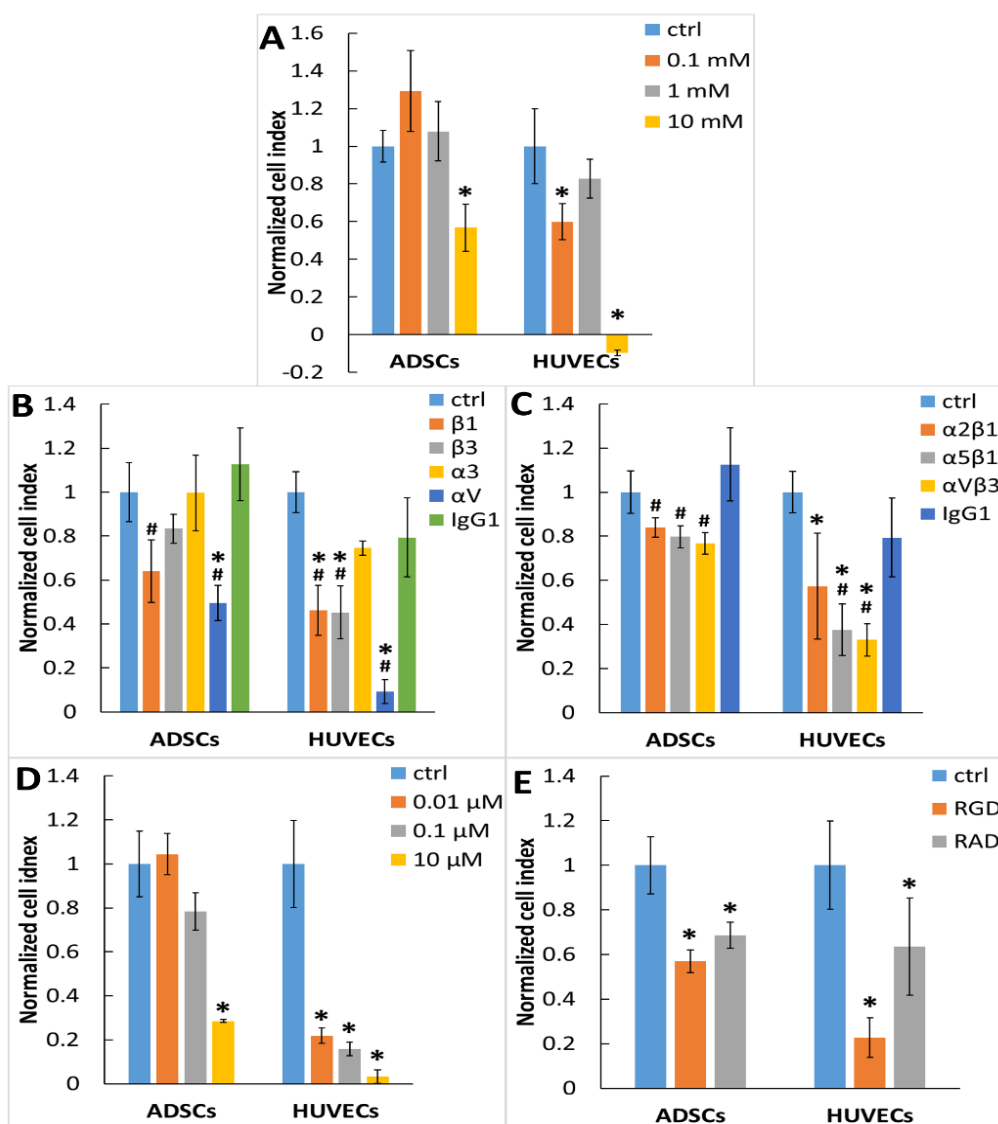 A
Normalized cell index
1.6
1.4
1.2
1
0.8
0.6
0.4
0.2
0
-0.2
ctrl
0.1 mM
1 mM
10 mM
*
*
*
ADSCs
HUVECs
B
Normalized cell index
1.4
1.2
1
0.8
0.6
0.4
0.2
0
ctrl
β1
β3
α3
αV
IgG1
#
*
#
* *
# #
*
#
ADSCs
HUVECs
C
Normalized cell index
1.4
1.2
1
0.8
0.6
0.4
0.2
0
ctrl
α2β1
α5β1
αVβ3
IgG1
# # #
*
*
#
*
#
ADSCs
HUVECs
D
Normalized cell idnex
1.4
1.2
1
0.8
0.6
0.4
0.2
0
ctrl
0.01 µM
0.1 µM
10 µM
*
*
*
*
ADSCs
HUVECs
E
Normalized cell index
1.4
1.2
1
0.8
0.6
0.4
0.2
0
ctrl
RGD
RAD
*
*
*
*
ADSCs
HUVECs